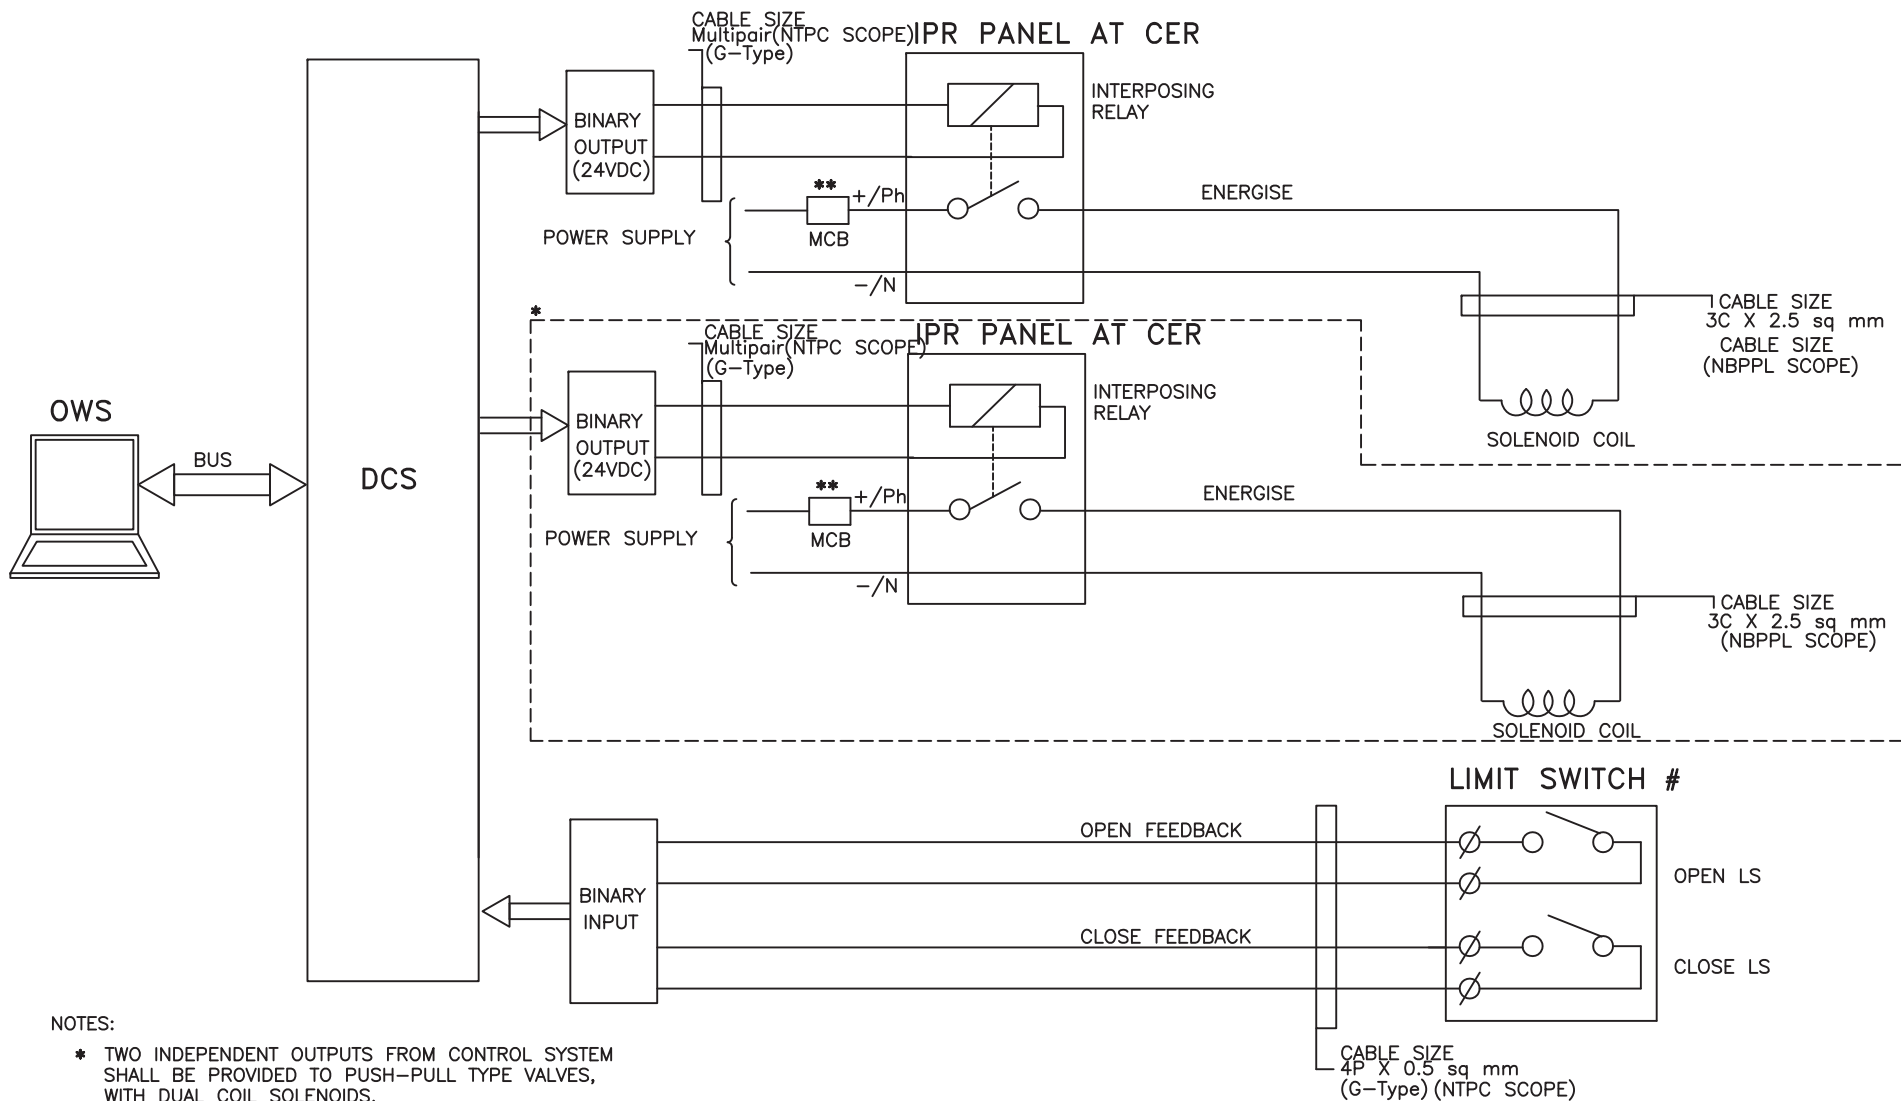 CABLE SIZE
Multipair(NTPC SCOPE)
(G-Type)
IPR PANEL AT CER
INTERPOSING
RELAY
BINARY
OUTPUT
(24VDC)
**
+/Ph
ENERGISE
POWER SUPPLY
MCB
-/N
CABLE SIZE
3C X 2.5 sq mm
CABLE SIZE
(NBPPL SCOPE)
SOLENOID COIL
*
CABLE SIZE
Multipair(NTPC SCOPE)
(G-Type)
IPR PANEL AT CER
INTERPOSING
RELAY
OWS
BUS
DCS
BINARY
OUTPUT
(24VDC)
**
+/Ph
ENERGISE
POWER SUPPLY
MCB
-/N
CABLE SIZE
3C X 2.5 sq mm
(NBPPL SCOPE)
SOLENOID COIL
LIMIT SWITCH #
OPEN FEEDBACK
OPEN LS
BINARY
INPUT
CLOSE FEEDBACK
CLOSE LS
NOTES:
* TWO INDEPENDENT OUTPUTS FROM CONTROL SYSTEM
SHALL BE PROVIDED TO PUSH-PULL TYPE VALVES,
WITH DUAL COIL SOLENOIDS.
CABLE SIZE
4P X 0.5 sq mm
(G-Type) (NTPC SCOPE)